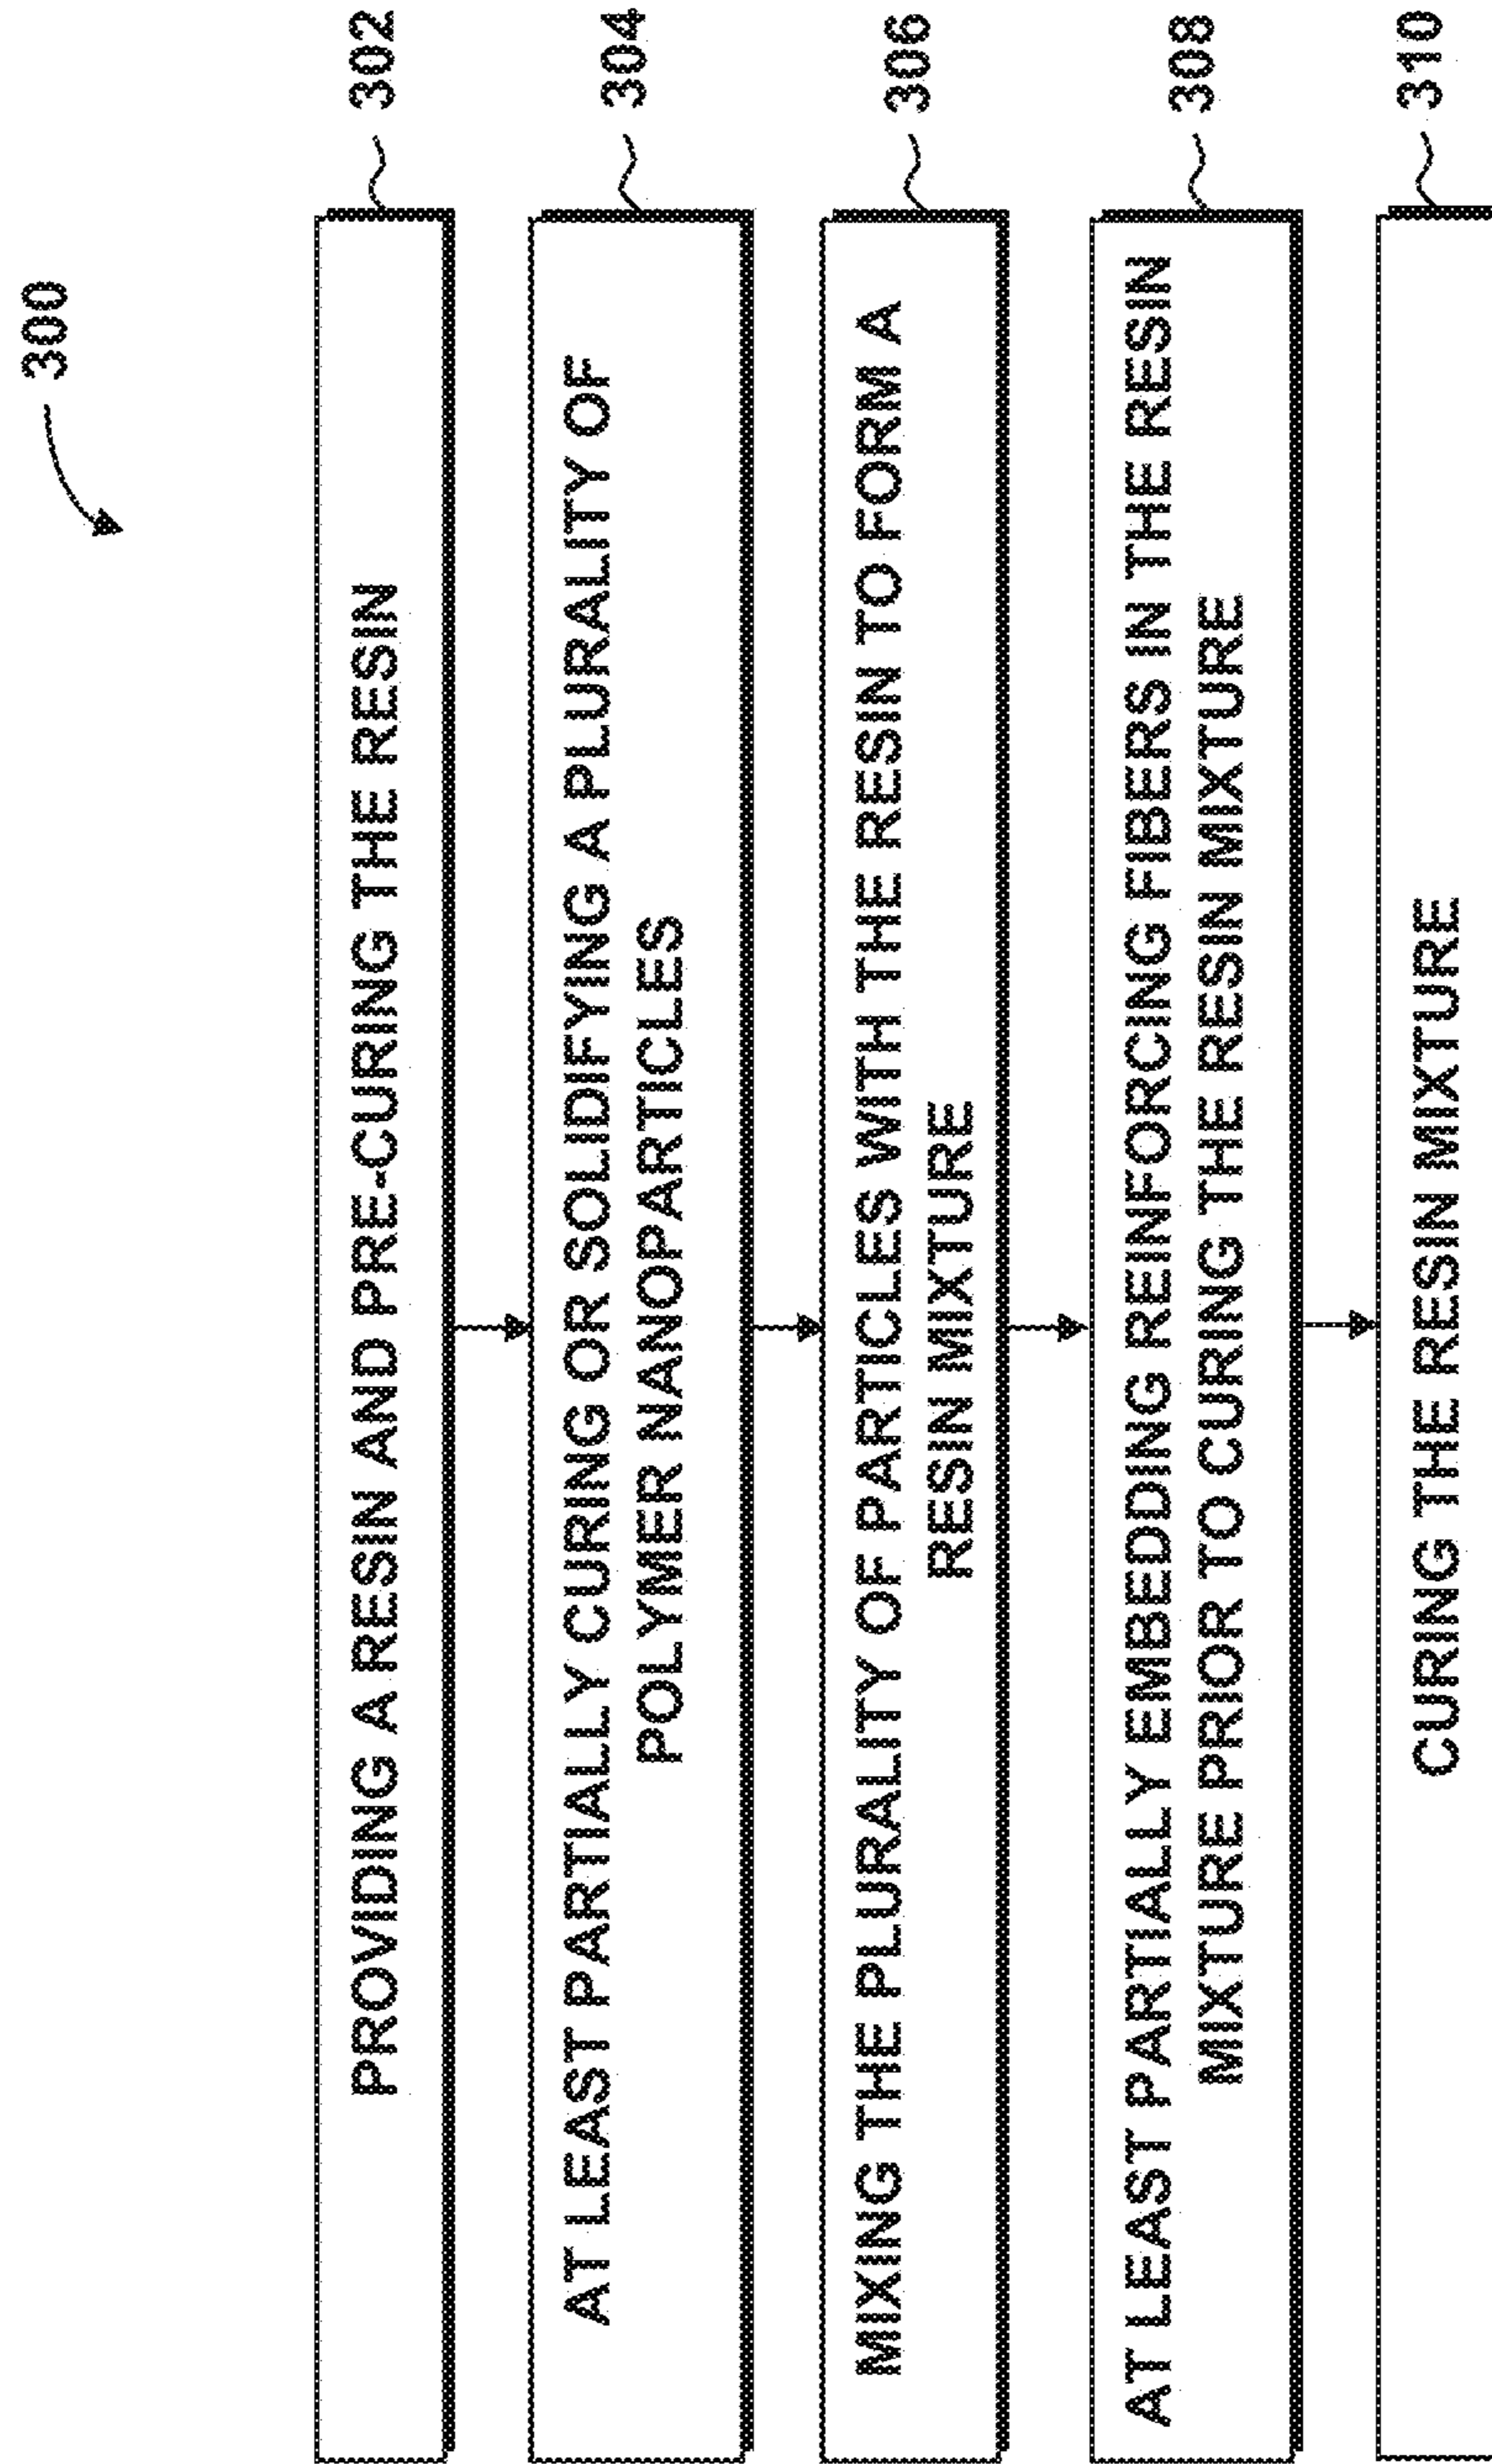 300
PROVIDING A RESIN AND PRE-CURING THE RESIN
302
AT LEAST PARTIALLY CURING OR SOLIDIFYING A PLURALITY OF
POLYMER NANOPARTICLES
304
MIXING THE PLURALITY OF PARTICLES WITH THE RESIN TO FORM A
RESIN MIXTURE
306
AT LEAST PARTIALLY EMBEDDING REINFORCING FIBERS IN THE RESIN
MIXTURE PRIOR TO CURING THE RESIN MIXTURE
308
CURING THE RESIN MIXTURE
310